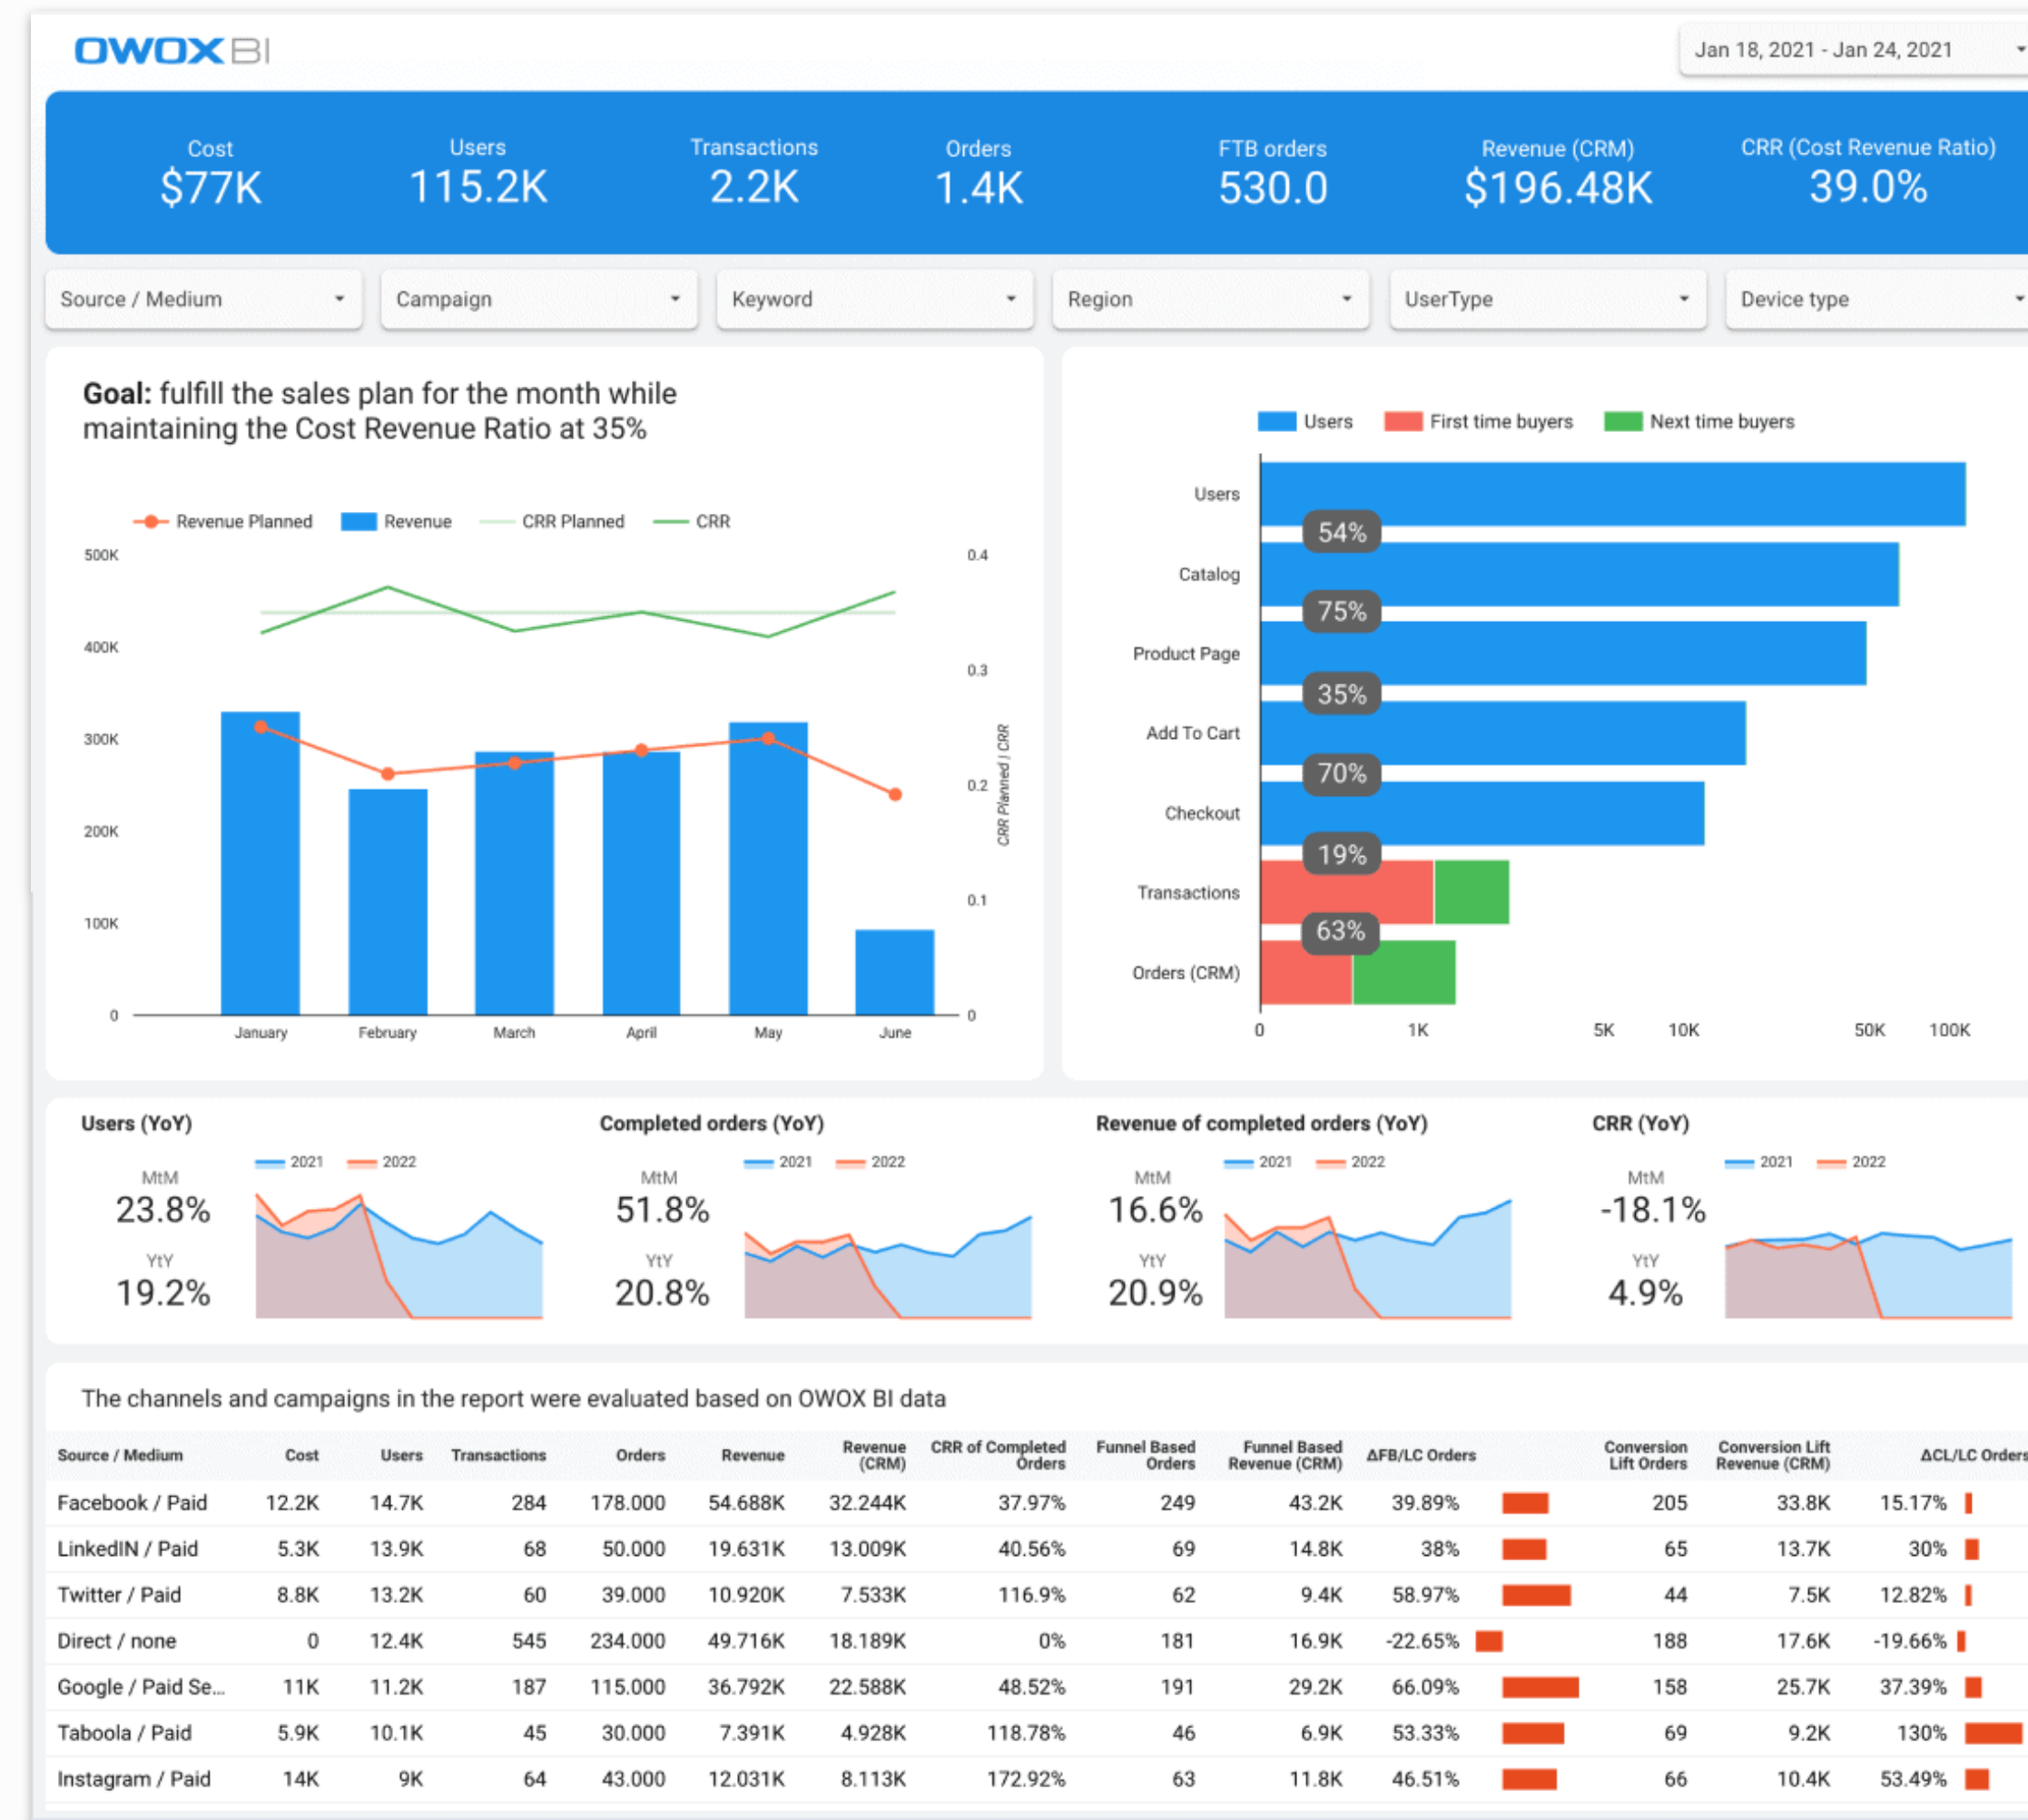 OWOX BI
Jan 18, 2021 - Jan 24, 2021
Cost Users Transactions Orders FTB orders Revenue (CRM) CRR (Cost Revenue Ratio)
$77K 115.2K 2.2K 1.4K 530.0 $196.48K 39.0%
Source / Medium Campaign Keyword Region UserType Device type
Goal: fulfill the sales plan for the month while
maintaining the Cost Revenue Ratio at 35%
Revenue Planned Revenue CRR Planned CRR
500K
400K
300K
200K
100K
0
0.4
0.3
0.2
0.1
0
CRR Planned | CRR
January February March April May June
Users First time buyers Next time buyers
Users
54%
Catalog
75%
Product Page
35%
Add To Cart
70%
Checkout
19%
Transactions
63%
Orders (CRM)
0 1K 5K 10K 50K 100K
Users (YoY)
2021 2022
MtM
23.8%
YtY
19.2%
Completed orders (YoY)
2021 2022
MtM
51.8%
YtY
20.8%
Revenue of completed orders (YoY)
2021 2022
MtM
16.6%
YtY
20.9%
CRR (YoY)
2021 2022
MtM
-18.1%
YtY
4.9%
The channels and campaigns in the report were evaluated based on OWOX BI data
Source / Medium Cost Users Transactions Orders Revenue Revenue (CRM) CRR of Completed Orders Funnel Based Orders Funnel Based Revenue (CRM) ΔFB/LC Orders Conversion Lift Orders Conversion Lift Revenue (CRM) ΔCL/LC Orders
Facebook / Paid 12.2K 14.7K 284 178.000 54.688K 32.244K 37.97% 249 43.2K 39.89% 205 33.8K 15.17%
LinkedIN / Paid 5.3K 13.9K 68 50.000 19.631K 13.009K 40.56% 69 14.8K 38% 65 13.7K 30%
Twitter / Paid 8.8K 13.2K 60 39.000 10.920K 7.533K 116.9% 62 9.4K 58.97% 44 7.5K 12.82%
Direct / none 0 12.4K 545 234.000 49.716K 18.189K 0% 181 16.9K -22.65% 188 17.6K -19.66%
Google / Paid Se... 11K 11.2K 187 115.000 36.792K 22.588K 48.52% 191 29.2K 66.09% 158 25.7K 37.39%
Taboola / Paid 5.9K 10.1K 45 30.000 7.391K 4.928K 118.78% 46 6.9K 53.33% 69 9.2K 130%
Instagram / Paid 14K 9K 64 43.000 12.031K 8.113K 172.92% 63 11.8K 46.51% 66 10.4K 53.49%